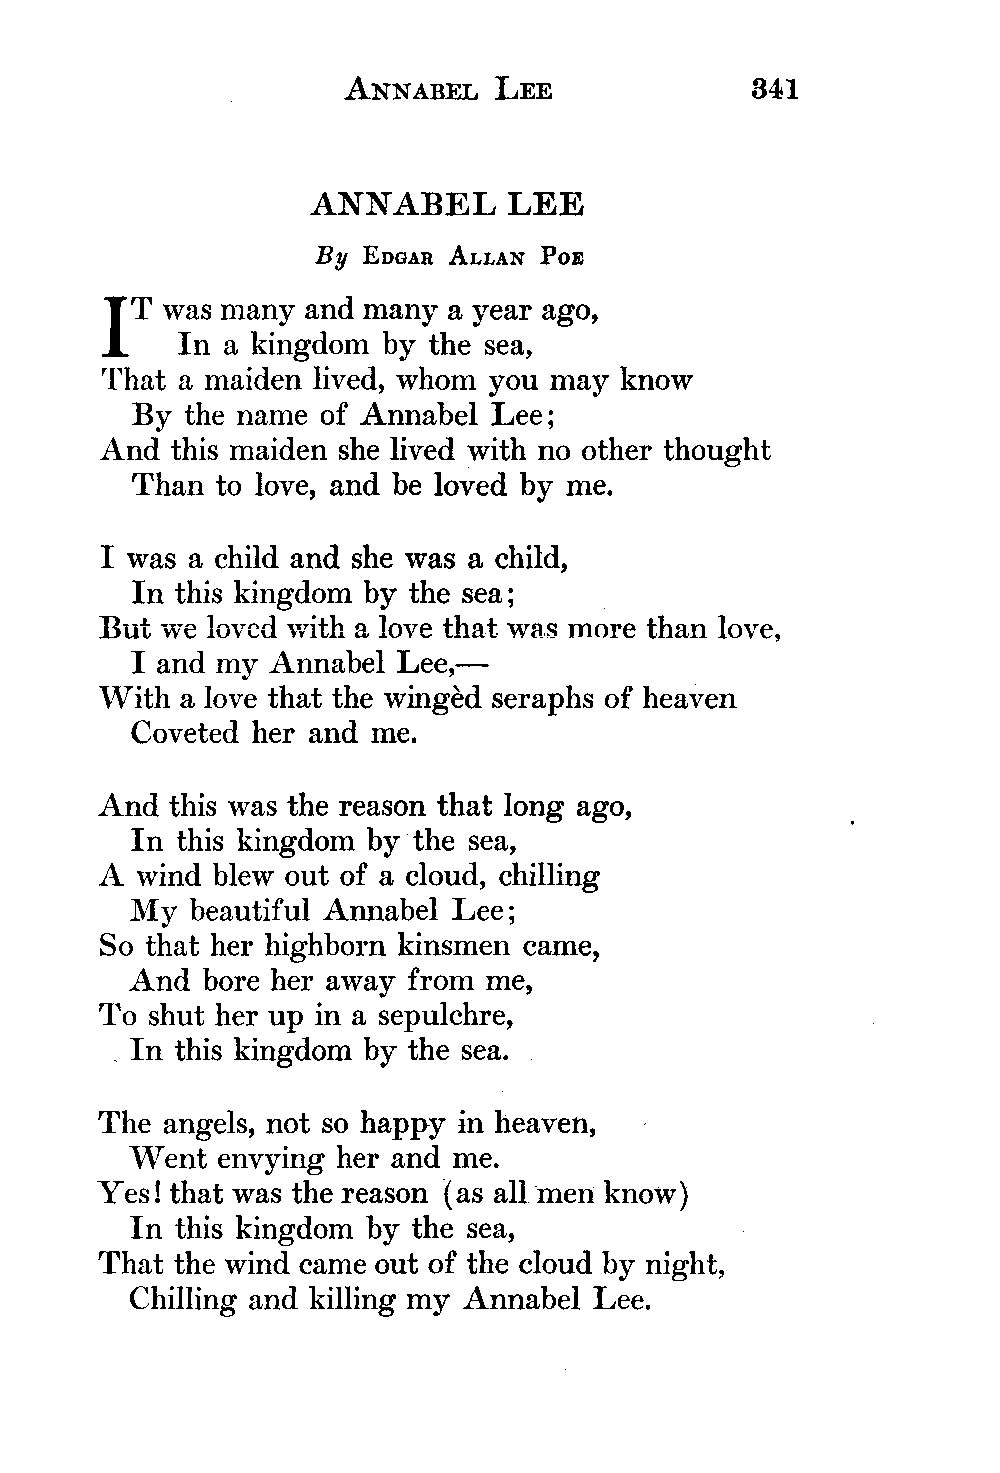 ANNABEL LEE 341
ANNABEL LEE
By EDGAR ALLAN POE
IT was many and many a year ago,
In a kingdom by the sea,
That a maiden lived, whom you may know
By the name of Annabel Lee;
And this maiden she lived with no other thought
Than to love, and be loved by me.
I was a child and she was a child,
In this kingdom by the sea;
But we loved with a love that was more than love,
I and my Annabel Lee,—
With a love that the wingèd seraphs of heaven
Coveted her and me.
And this was the reason that long ago,
In this kingdom by the sea,
A wind blew out of a cloud, chilling
My beautiful Annabel Lee;
So that her highborn kinsmen came,
And bore her away from me,
To shut her up in a sepulchre,
In this kingdom by the sea.
The angels, not so happy in heaven,
Went envying her and me.
Yes! that was the reason (as all men know)
In this kingdom by the sea,
That the wind came out of the cloud by night,
Chilling and killing my Annabel Lee.